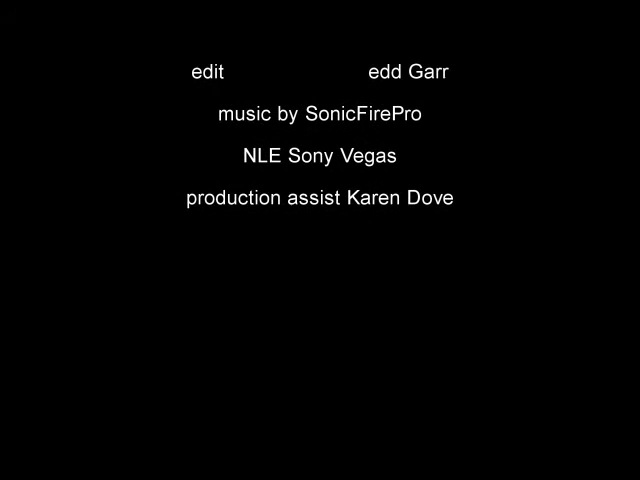 edit edd Garr
music by SonicFirePro
NLE Sony Vegas
production assist Karen Dove